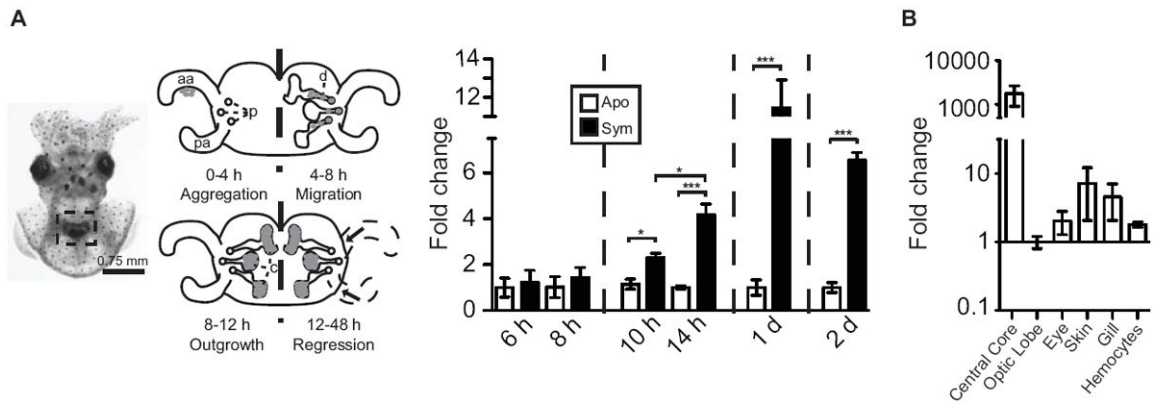 A
aa
p
pa
d
0-4 h
Aggregation
4-8 h
Migration
0.75 mm
c
8-12 h
Outgrowth
12-48 h
Regression
Fold change
14
12
6
4
2
0
Apo
Sym
***
*
***
*
***
***
6 h
8 h
10 h
14 h
1 d
2 d
B
Fold change
10000
1000
10
1
0.1
Central Core
Optic Lobe
Eye
Skin
Gill
Hemocytes